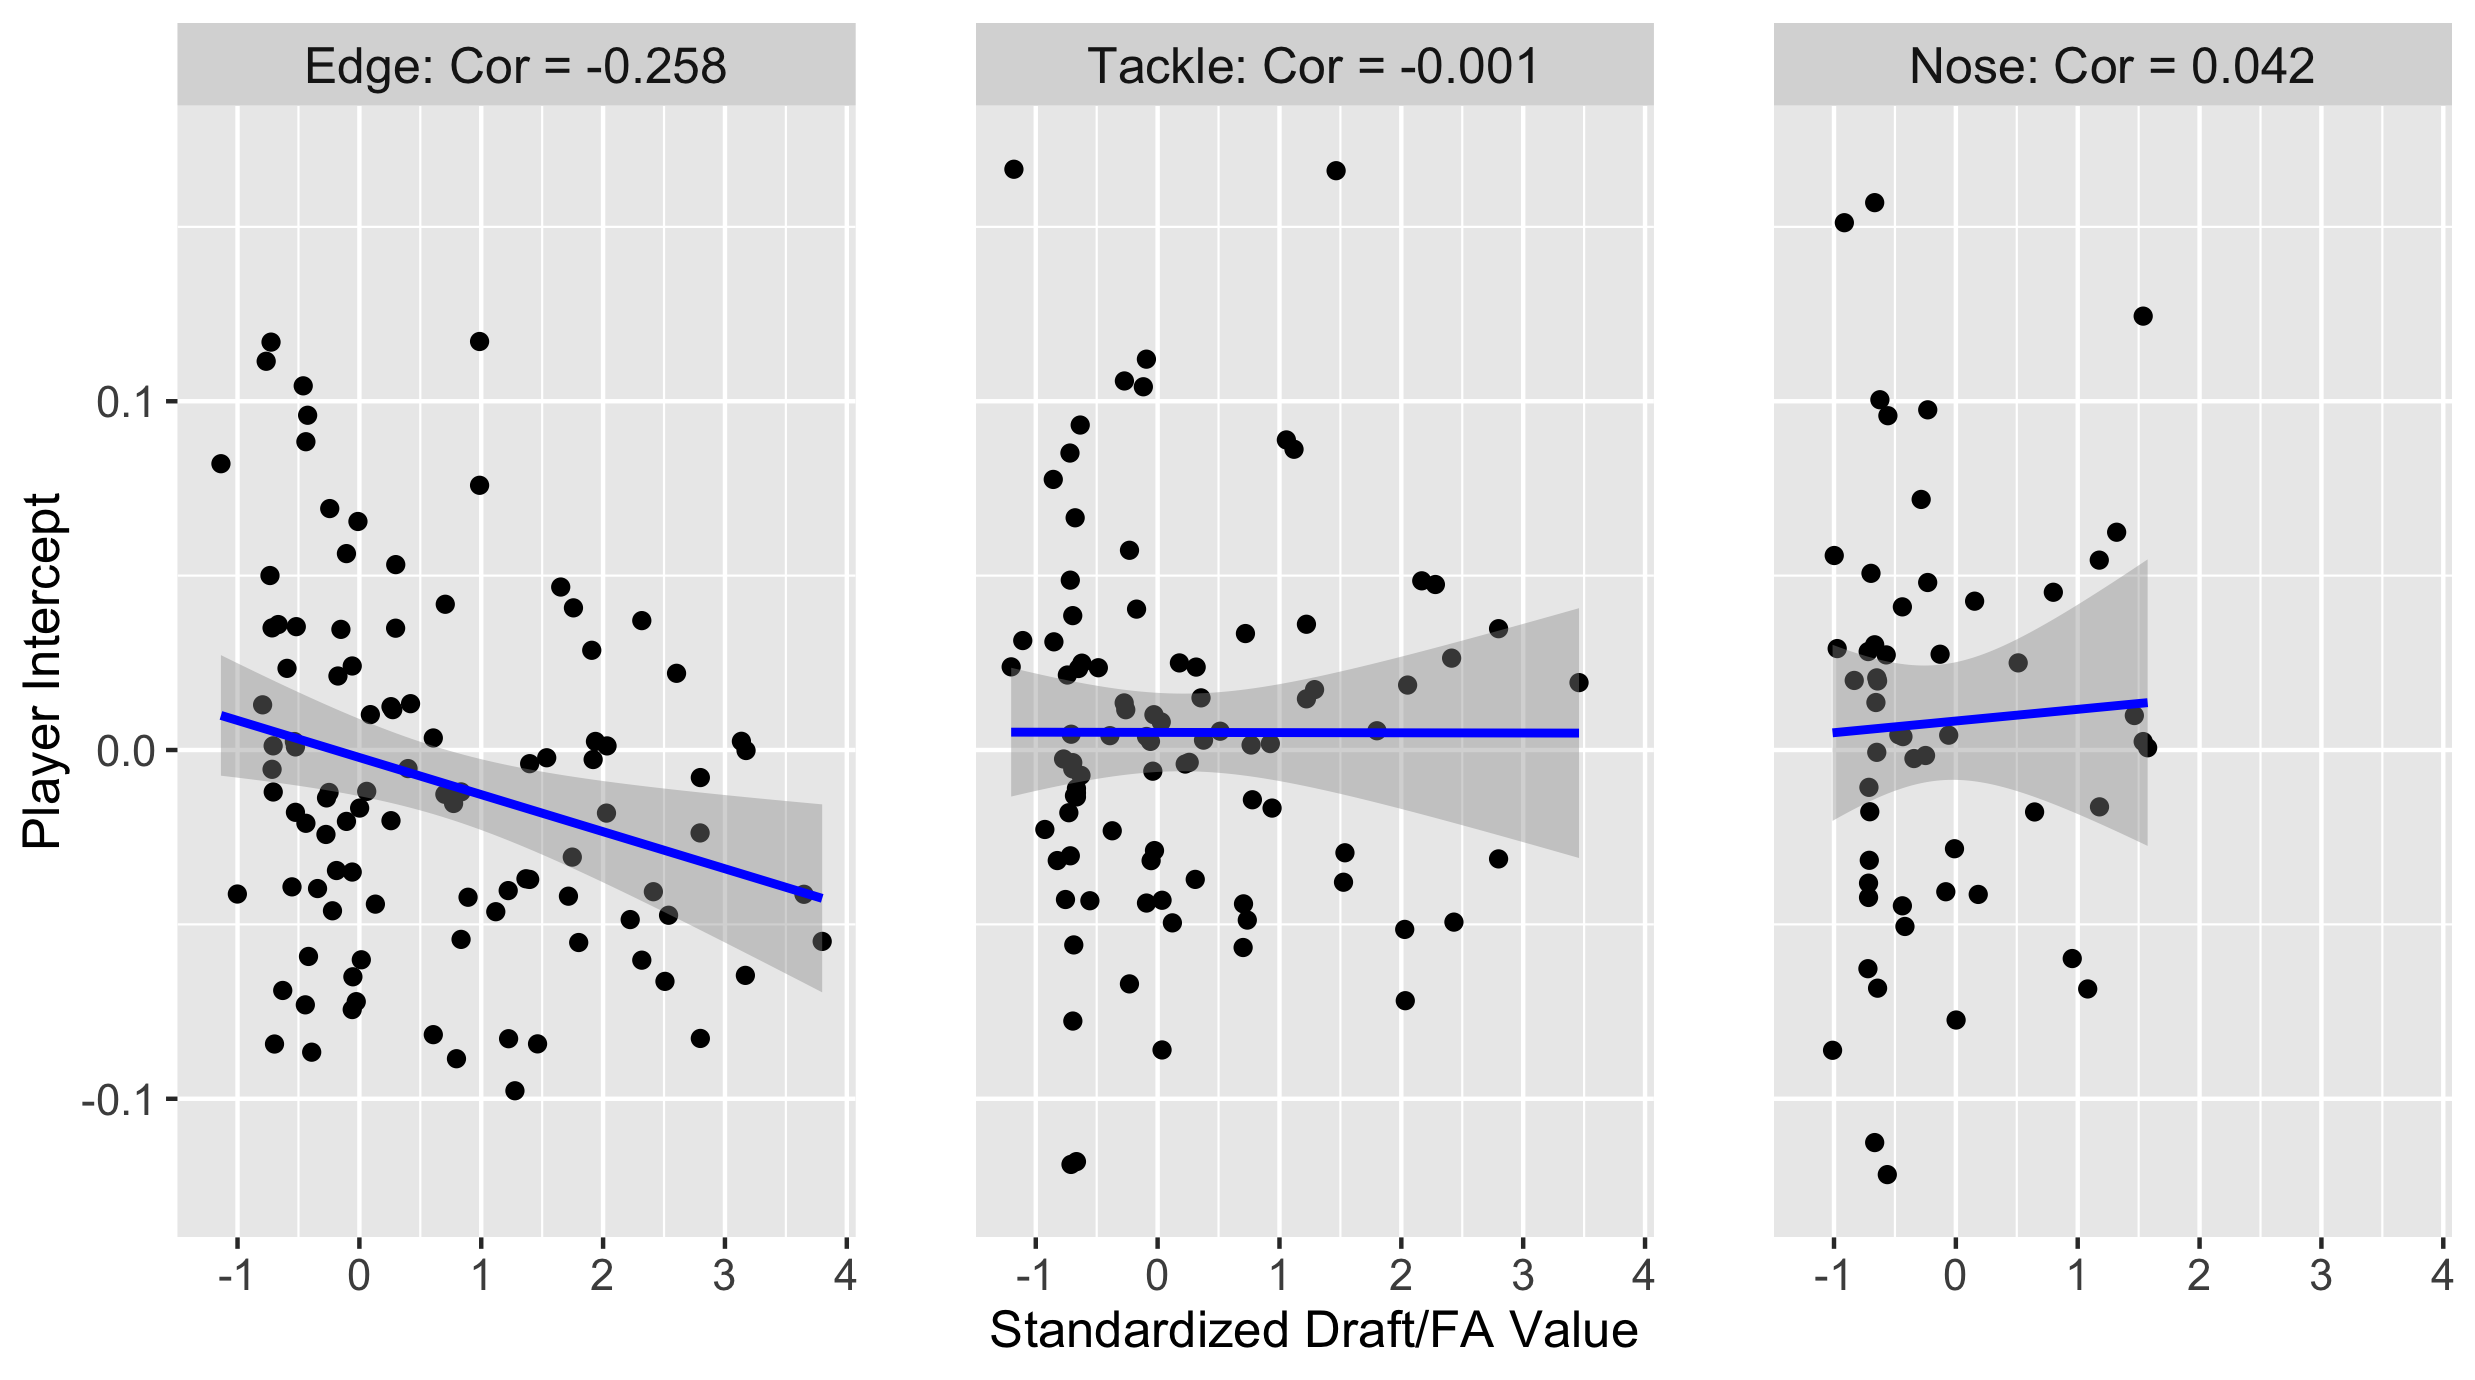 Edge: Cor = -0.258
Tackle: Cor = -0.001
Nose: Cor = 0.042
Player Intercept
0.1
0.0
-0.1
-1 0 1 2 3 4
-1 0 1 2 3 4
-1 0 1 2 3 4
Standardized Draft/FA Value